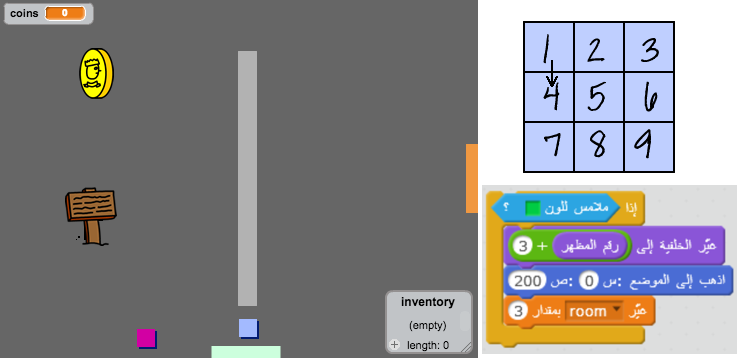 coins 0
inventory
(empty)
+ length: 0
1 2 3
4 5 6
7 8 9
إذا ملامس للون ؟
غيّر الخلفية إلى رقم المظهر + 3
اذهب إلى الموضع س: 0 ص: 200
غيّر room بمقدار 3